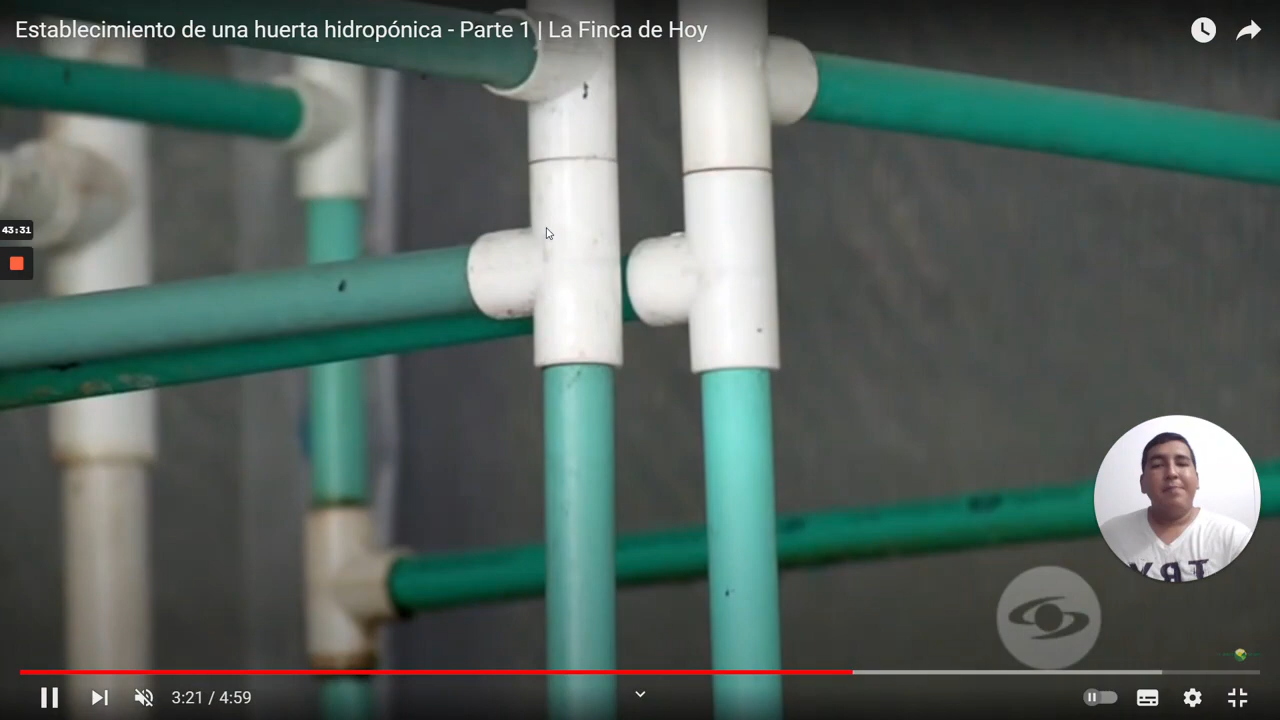 Establecimiento de una huerta hidropónica - Parte 1 | La Finca de Hoy
43:31
3:21 / 4:59